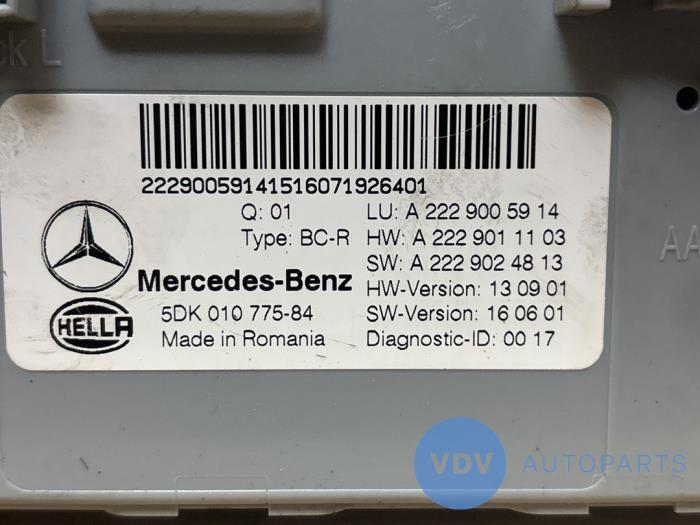 ck L
2229005914151607192 6401
Q: 01
Type: BC-R
LU: A 222 900 59 14
HW: A 222 901 11 03
SW: A 222 902 48 13
HW-Version: 13 09 01
SW-Version: 16 06 01
Diagnostic-ID: 00 17
Mercedes-Benz
HELLA
5DK 010 775-84
Made in Romania
AA
VDV AUTOPARTS